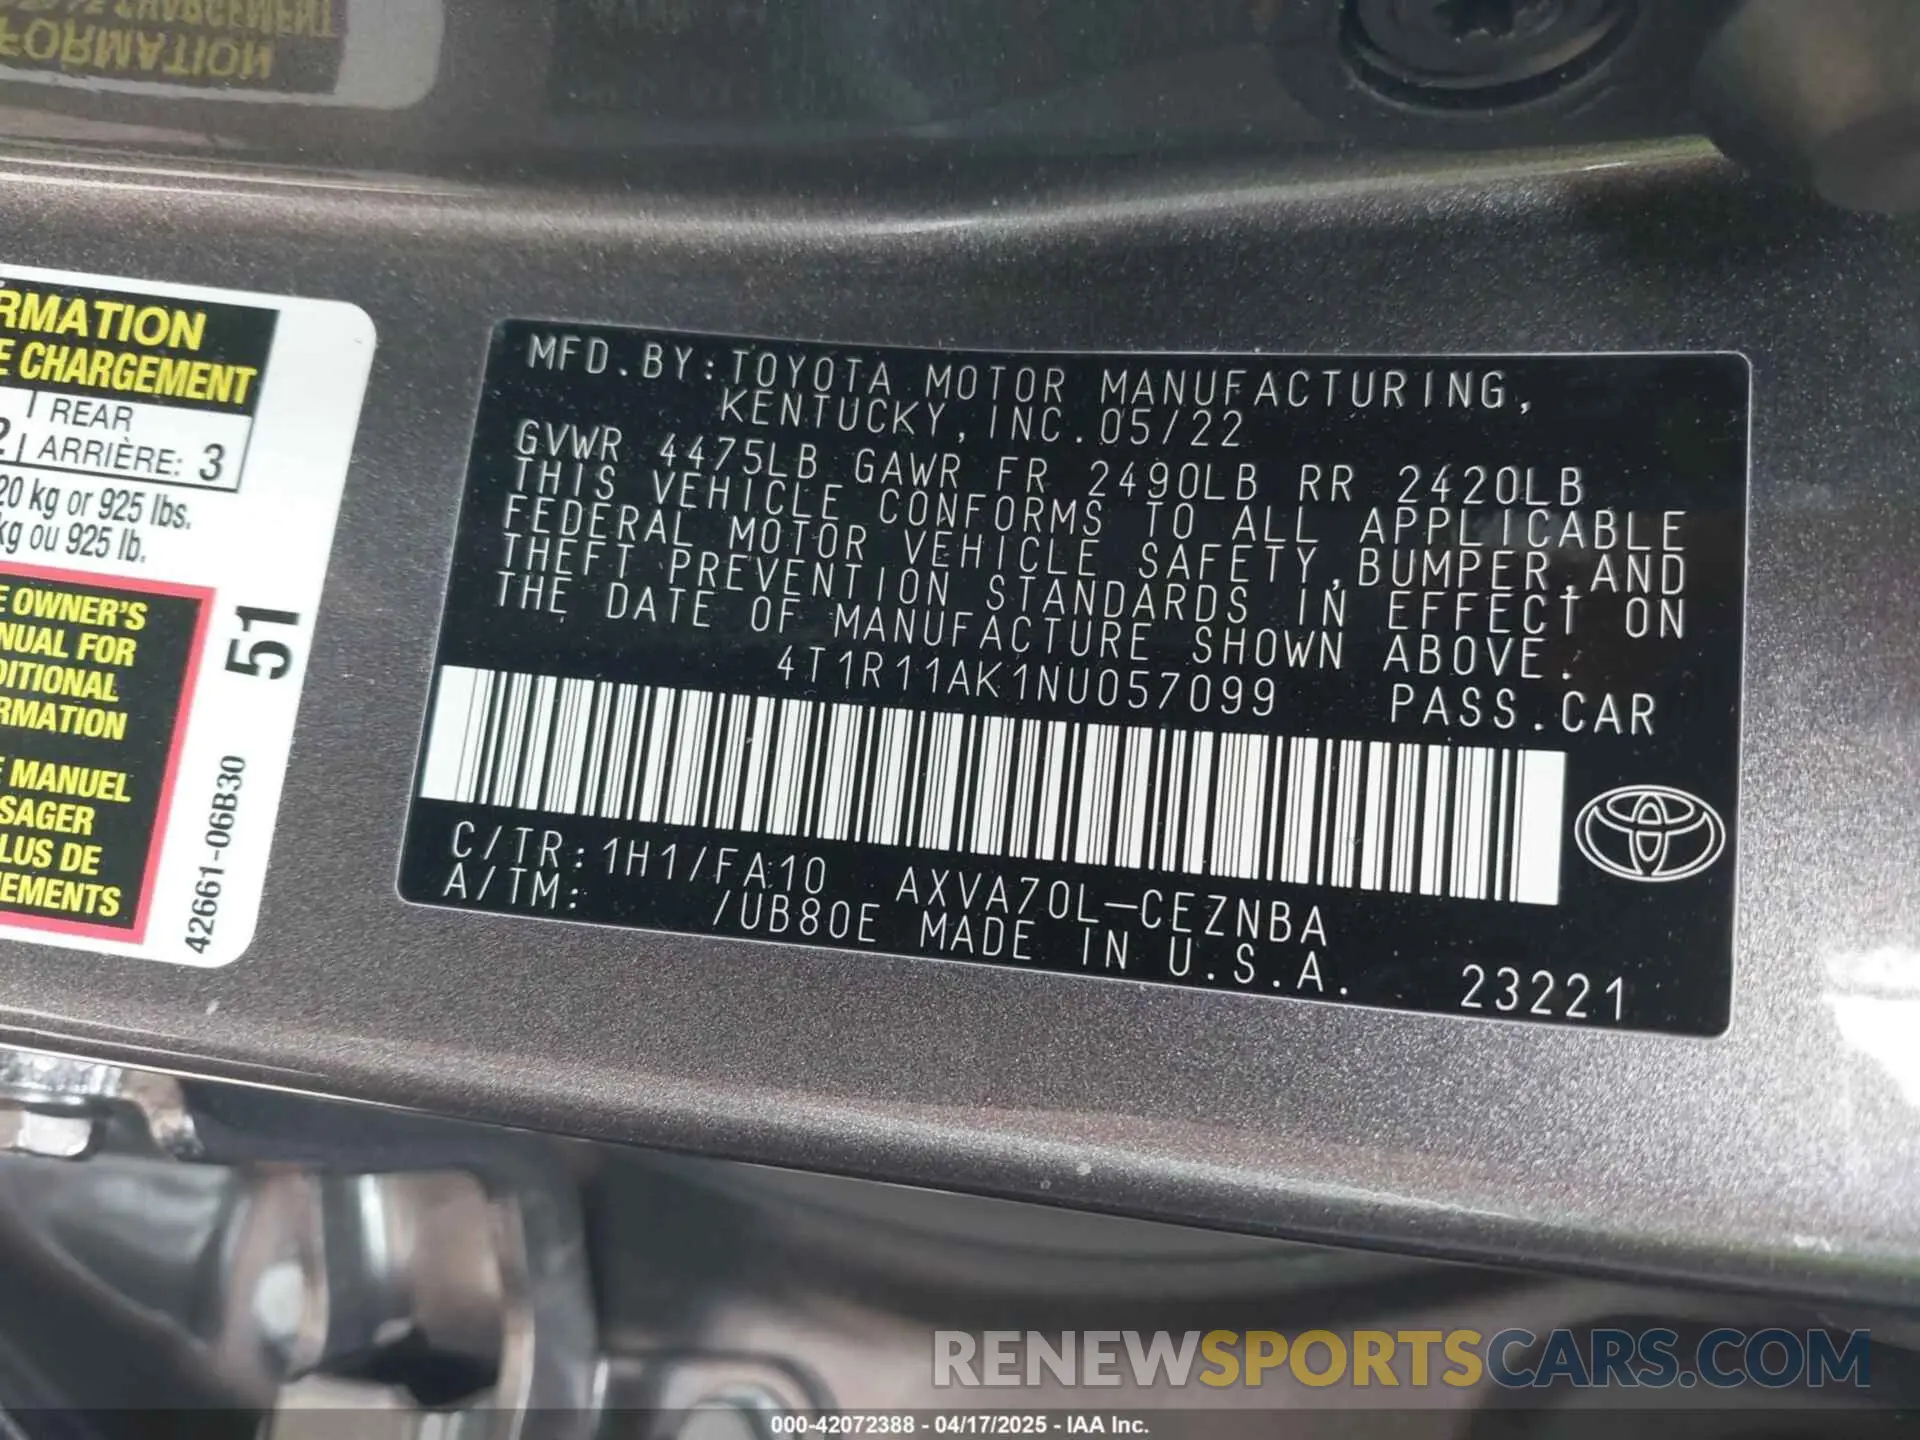 FORMATION
RMATION
E CHARGEMENT
REAR
ARRIÈRE: 3
20 kg or 925 lbs.
kg ou 925 lb.
E OWNER'S
NUAL FOR
DITIONAL
RMATION
E MANUEL
SAGER
LUS DE
NEMENTS
51
42661-06B30
MFD.BY:TOYOTA MOTOR MANUFACTURING,
KENTUCKY,INC.05/22
GVWR 4475LB GAWR FR 2490LB RR 2420LB
THIS VEHICLE CONFORMS TO ALL APPLICABLE
FEDERAL MOTOR VEHICLE SAFETY,BUMPER,AND
THEFT PREVENTION STANDARDS IN EFFECT ON
THE DATE OF MANUFACTURE SHOWN ABOVE.
4T1R11AK1NU057099 PASS.CAR
C/TR:1H1/FA10 AXVA70L-CEZNBA
A/TM: /UB80E MADE IN U.S.A. 23221
RENEWSPORTSCARS.COM
000-42072388 - 04/17/2025 - IAA Inc.